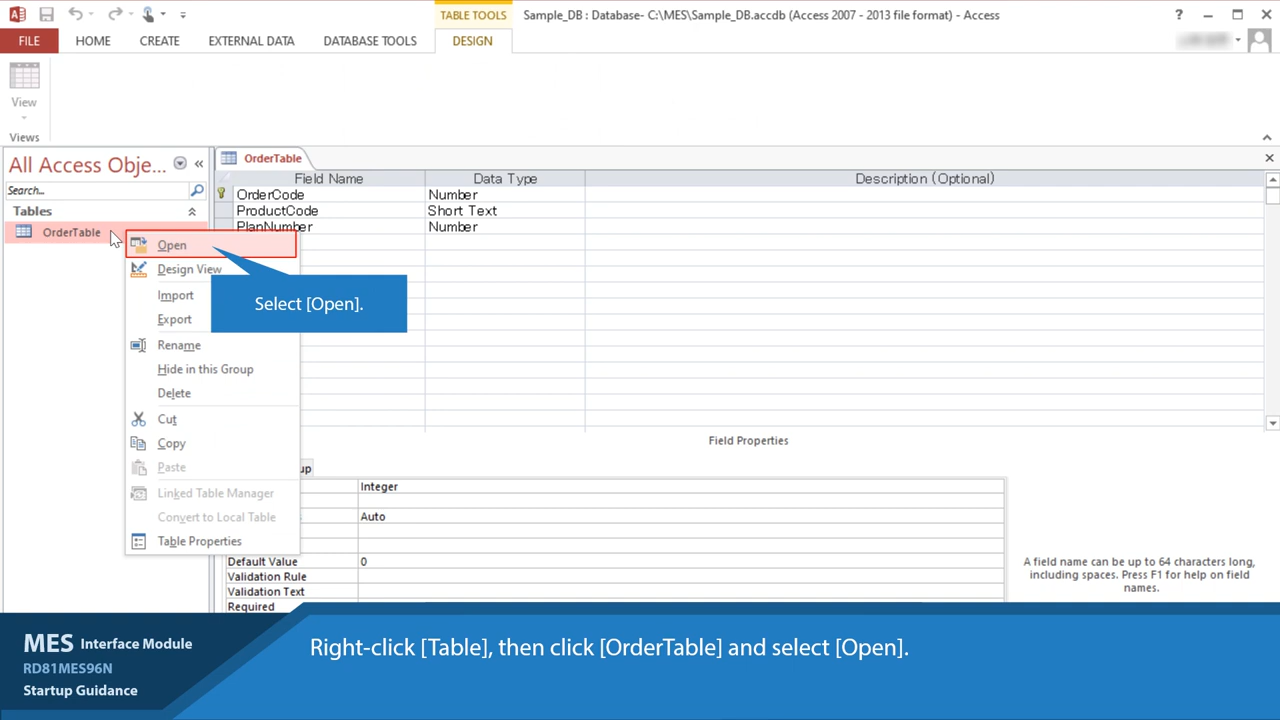 TABLE TOOLS
Sample_DB : Database- C:\MES\Sample_DB.accdb (Access 2007 - 2013 file format) - Access
?
FILE HOME CREATE EXTERNAL DATA DATABASE TOOLS DESIGN
View
Views
All Access Obje... «
Search...
Tables
OrderTable
OrderTable
Field Name Data Type Description (Optional)
OrderCode Number
ProductCode Short Text
PlanNumber Number
Open
Design View
Import
Export
Rename
Hide in this Group
Delete
Cut
Copy
Paste
Linked Table Manager
Convert to Local Table
Table Properties
Select [Open].
Field Properties
up
Integer
Auto
Default Value 0
Validation Rule
Validation Text
Required
A field name can be up to 64 characters long,
including spaces. Press F1 for help on field
names.
MES Interface Module
RD81MES96N
Startup Guidance
Right-click [Table], then click [OrderTable] and select [Open].